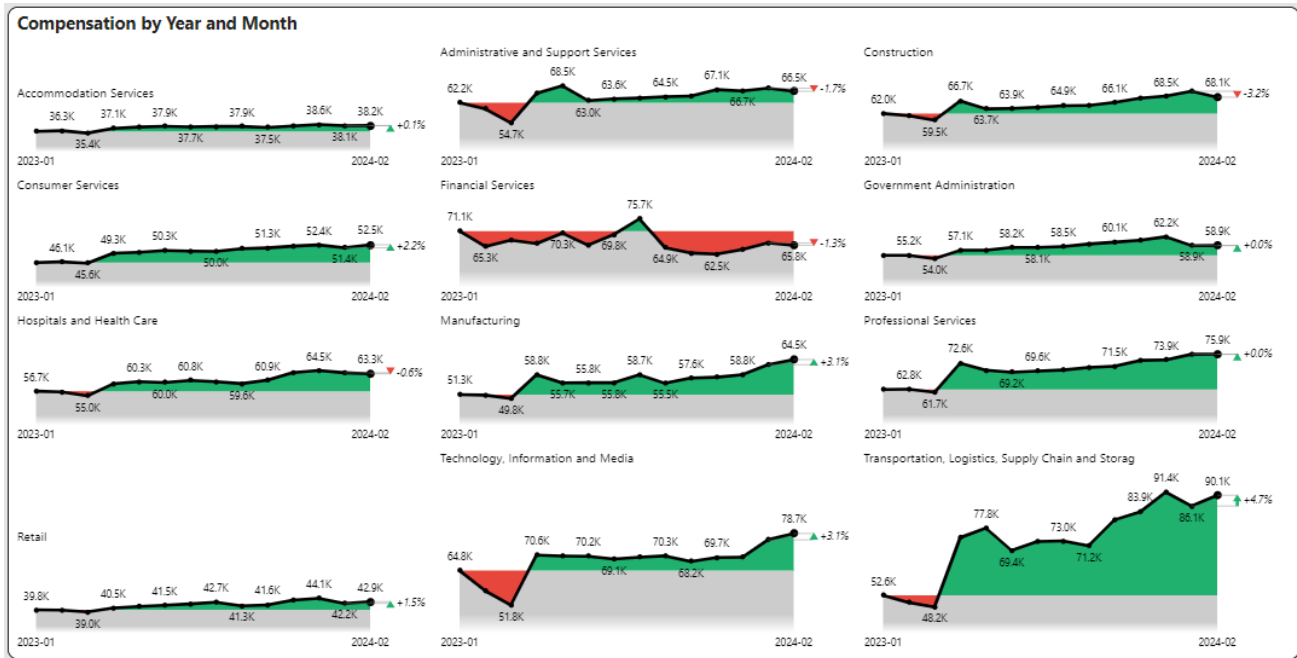 Compensation by Year and Month
Accommodation Services
36.3K 37.1K 37.9K 37.9K 38.6K 38.2K
35.4K 37.7K 37.5K 38.1K
+0.1%
2023-01 2024-02
Administrative and Support Services
62.2K 68.5K 63.6K 64.5K 67.1K 66.5K
54.7K 63.0K 66.7K
-1.7%
2023-01 2024-02
Construction
62.0K 66.7K 63.9K 64.9K 66.1K 68.5K 68.1K
59.5K 63.7K
-3.2%
2023-01 2024-02
Consumer Services
46.1K 49.3K 50.3K 51.3K 52.4K 52.5K
45.6K 50.0K 51.4K
+2.2%
2023-01 2024-02
Financial Services
71.1K 75.7K
65.3K 70.3K 69.8K 64.9K 62.5K 65.8K
-1.3%
2023-01 2024-02
Government Administration
55.2K 57.1K 58.2K 58.5K 60.1K 62.2K 58.9K
54.0K 58.1K 58.9K
+0.0%
2023-01 2024-02
Hospitals and Health Care
56.7K 60.3K 60.8K 60.9K 64.5K 63.3K
55.0K 60.0K 59.6K
-0.6%
2023-01 2024-02
Manufacturing
51.3K 58.8K 55.8K 58.7K 57.6K 58.8K 64.5K
49.8K 55.7K 55.8K 55.5K
+3.1%
2023-01 2024-02
Professional Services
62.8K 72.6K 69.6K 71.5K 73.9K 75.9K
61.7K 69.2K
+0.0%
2023-01 2024-02
Retail
39.8K 40.5K 41.5K 42.7K 41.6K 44.1K 42.9K
39.0K 41.3K 42.2K
+1.5%
2023-01 2024-02
Technology, Information and Media
64.8K 70.6K 70.2K 70.3K 69.7K 78.7K
51.8K 69.1K 68.2K
+3.1%
2023-01 2024-02
Transportation, Logistics, Supply Chain and Storag
52.6K 77.8K 73.0K 83.9K 91.4K 90.1K
48.2K 69.4K 71.2K 86.1K
+4.7%
2023-01 2024-02